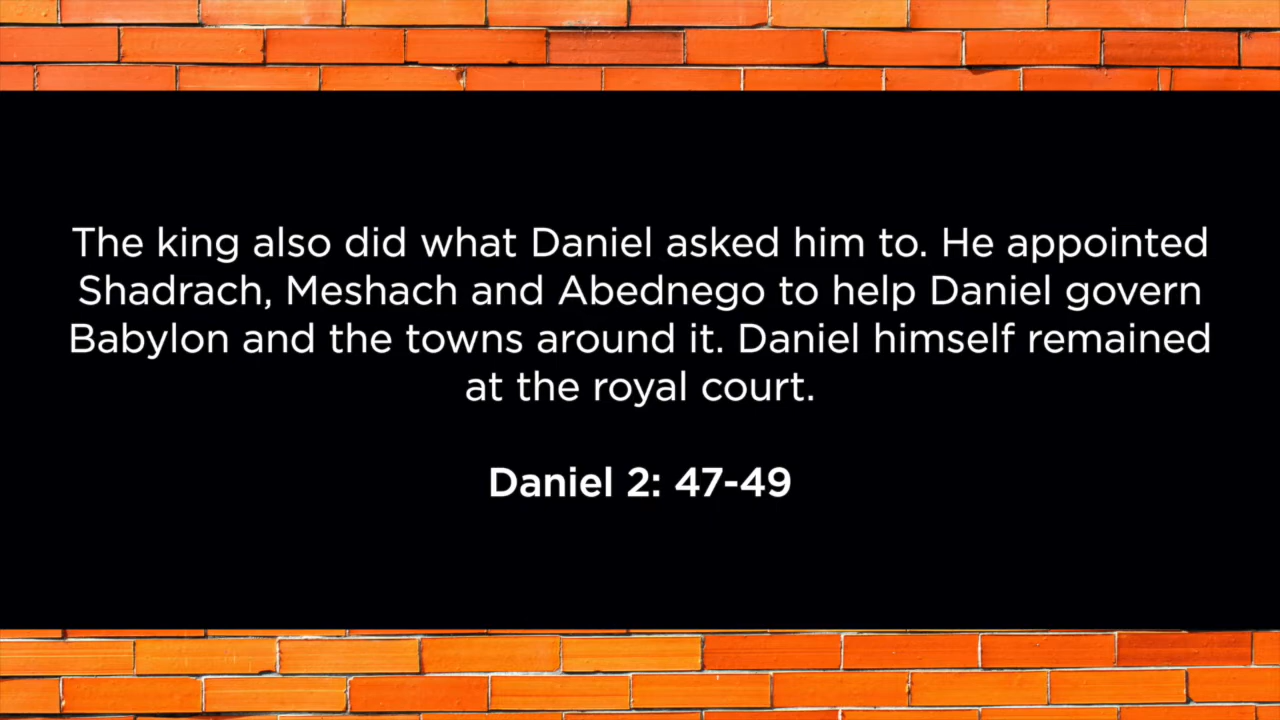 The king also did what Daniel asked him to. He appointed
Shadrach, Meshach and Abednego to help Daniel govern
Babylon and the towns around it. Daniel himself remained
at the royal court.
Daniel 2: 47-49